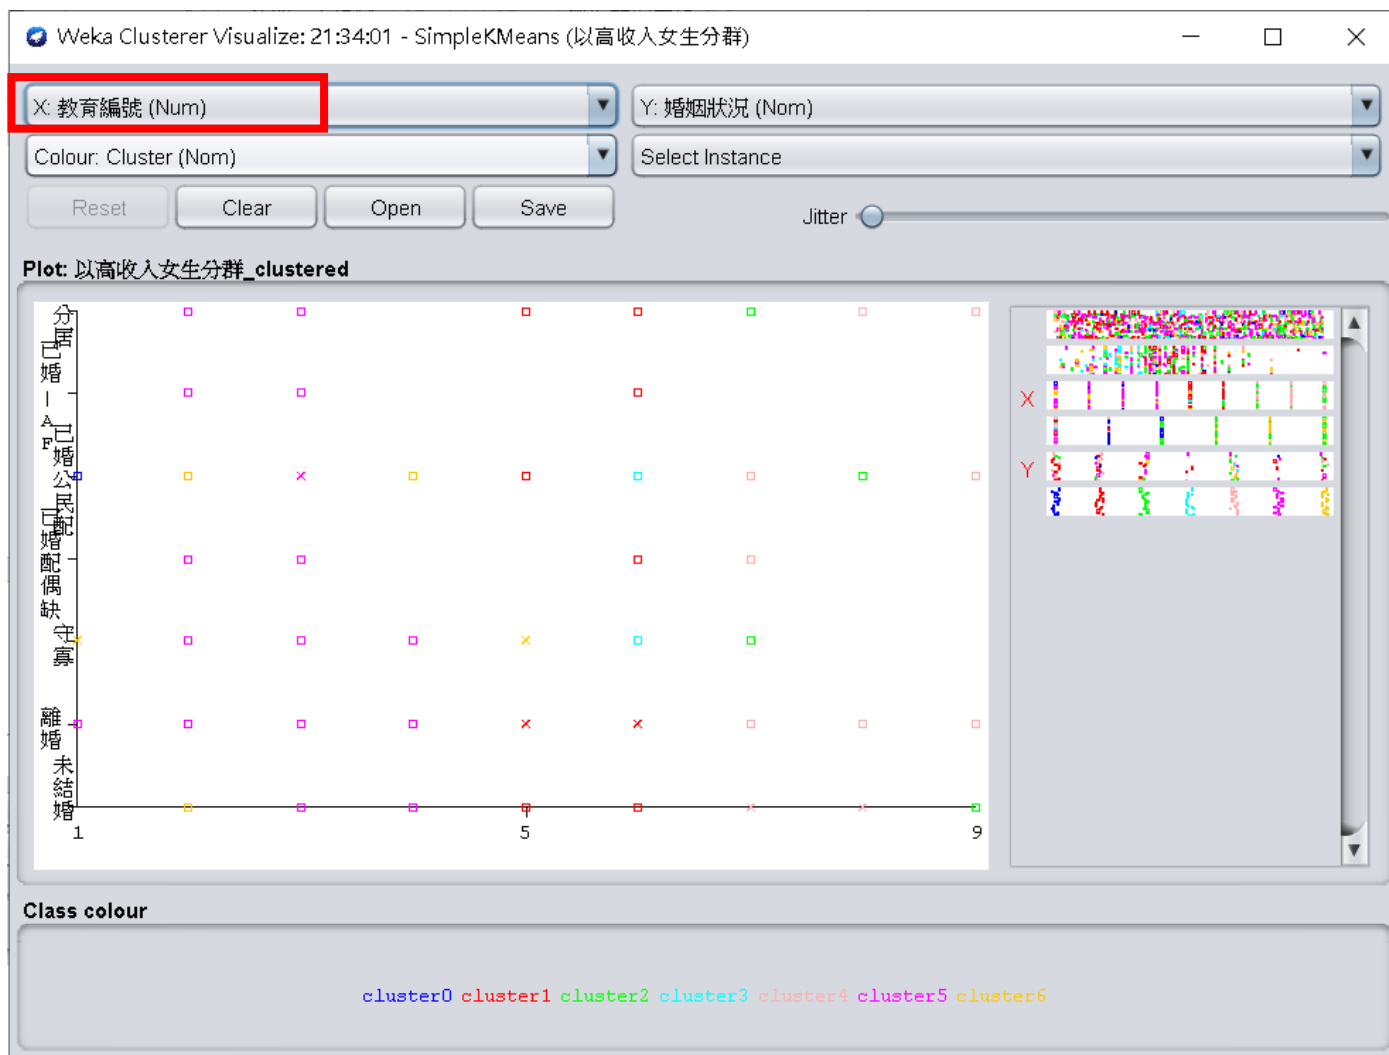 Weka Clusterer Visualize: 21:34:01 - SimpleKMeans (以高收入女生分群)
X: 教育編號 (Num)
Y: 婚姻狀況 (Nom)
Colour: Cluster (Nom)
Select Instance
Reset
Clear
Open
Save
Jitter
Plot: 以高收入女生分群_clustered
分居
已婚-AF
已婚公民配
已婚配偶缺
守寡
離婚
未結婚
1
5
9
X
Y
Class colour
cluster0 cluster1 cluster2 cluster3 cluster4 cluster5 cluster6